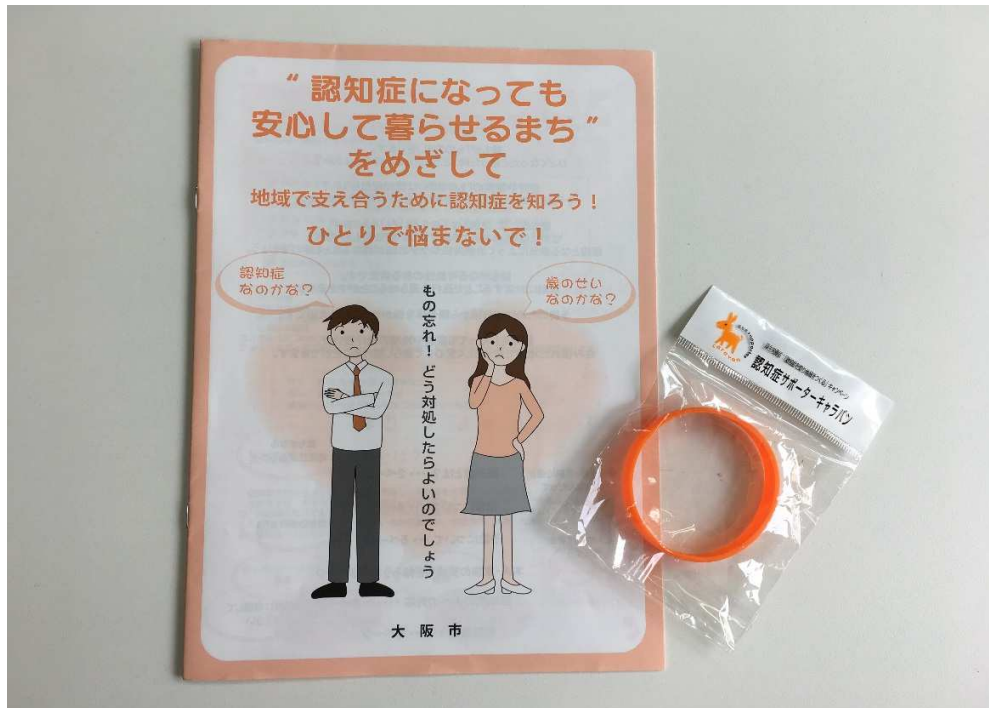 “ 認知症になっても
安心して暮らせるまち ”
をめざして
地域で支え合うために認知症を知ろう！
ひとりで悩まないで！
認知症
なのかな？
歳のせい
なのかな？
もの忘れ！どう対処したらよいのでしょう
大阪市
認知症サポーターキャラバン